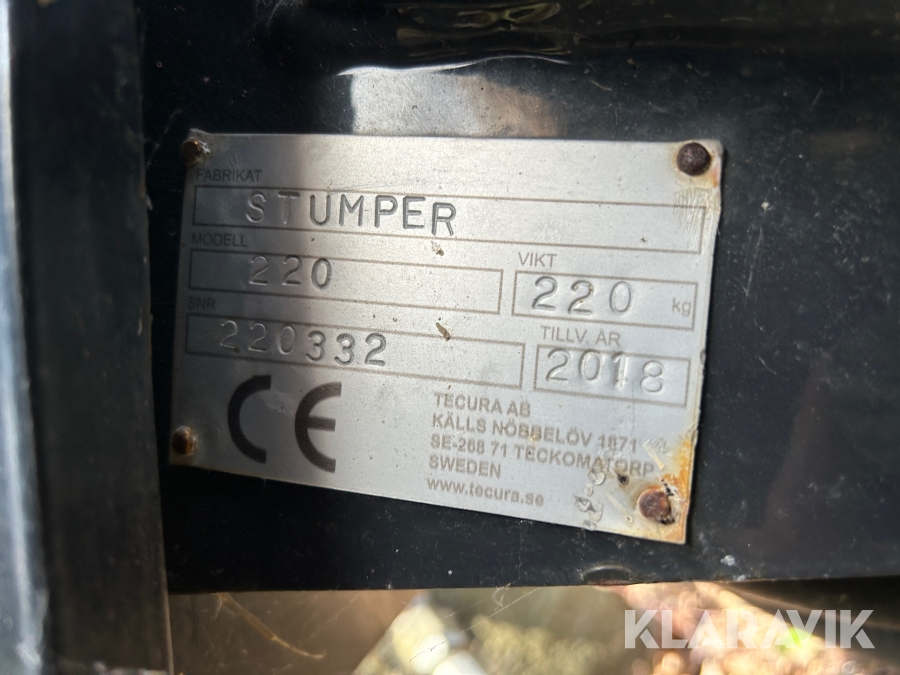 FABRIKAT
STUMPER
MODELL
220
VIKT
220 kg
SNR
220332
TILLV. ÅR
2018
CE
TECURA AB
KÄLLS NÖBBELÖV 1871
SE-268 71 TECKOMATORP
SWEDEN
www.tecura.se
KLARAVIK